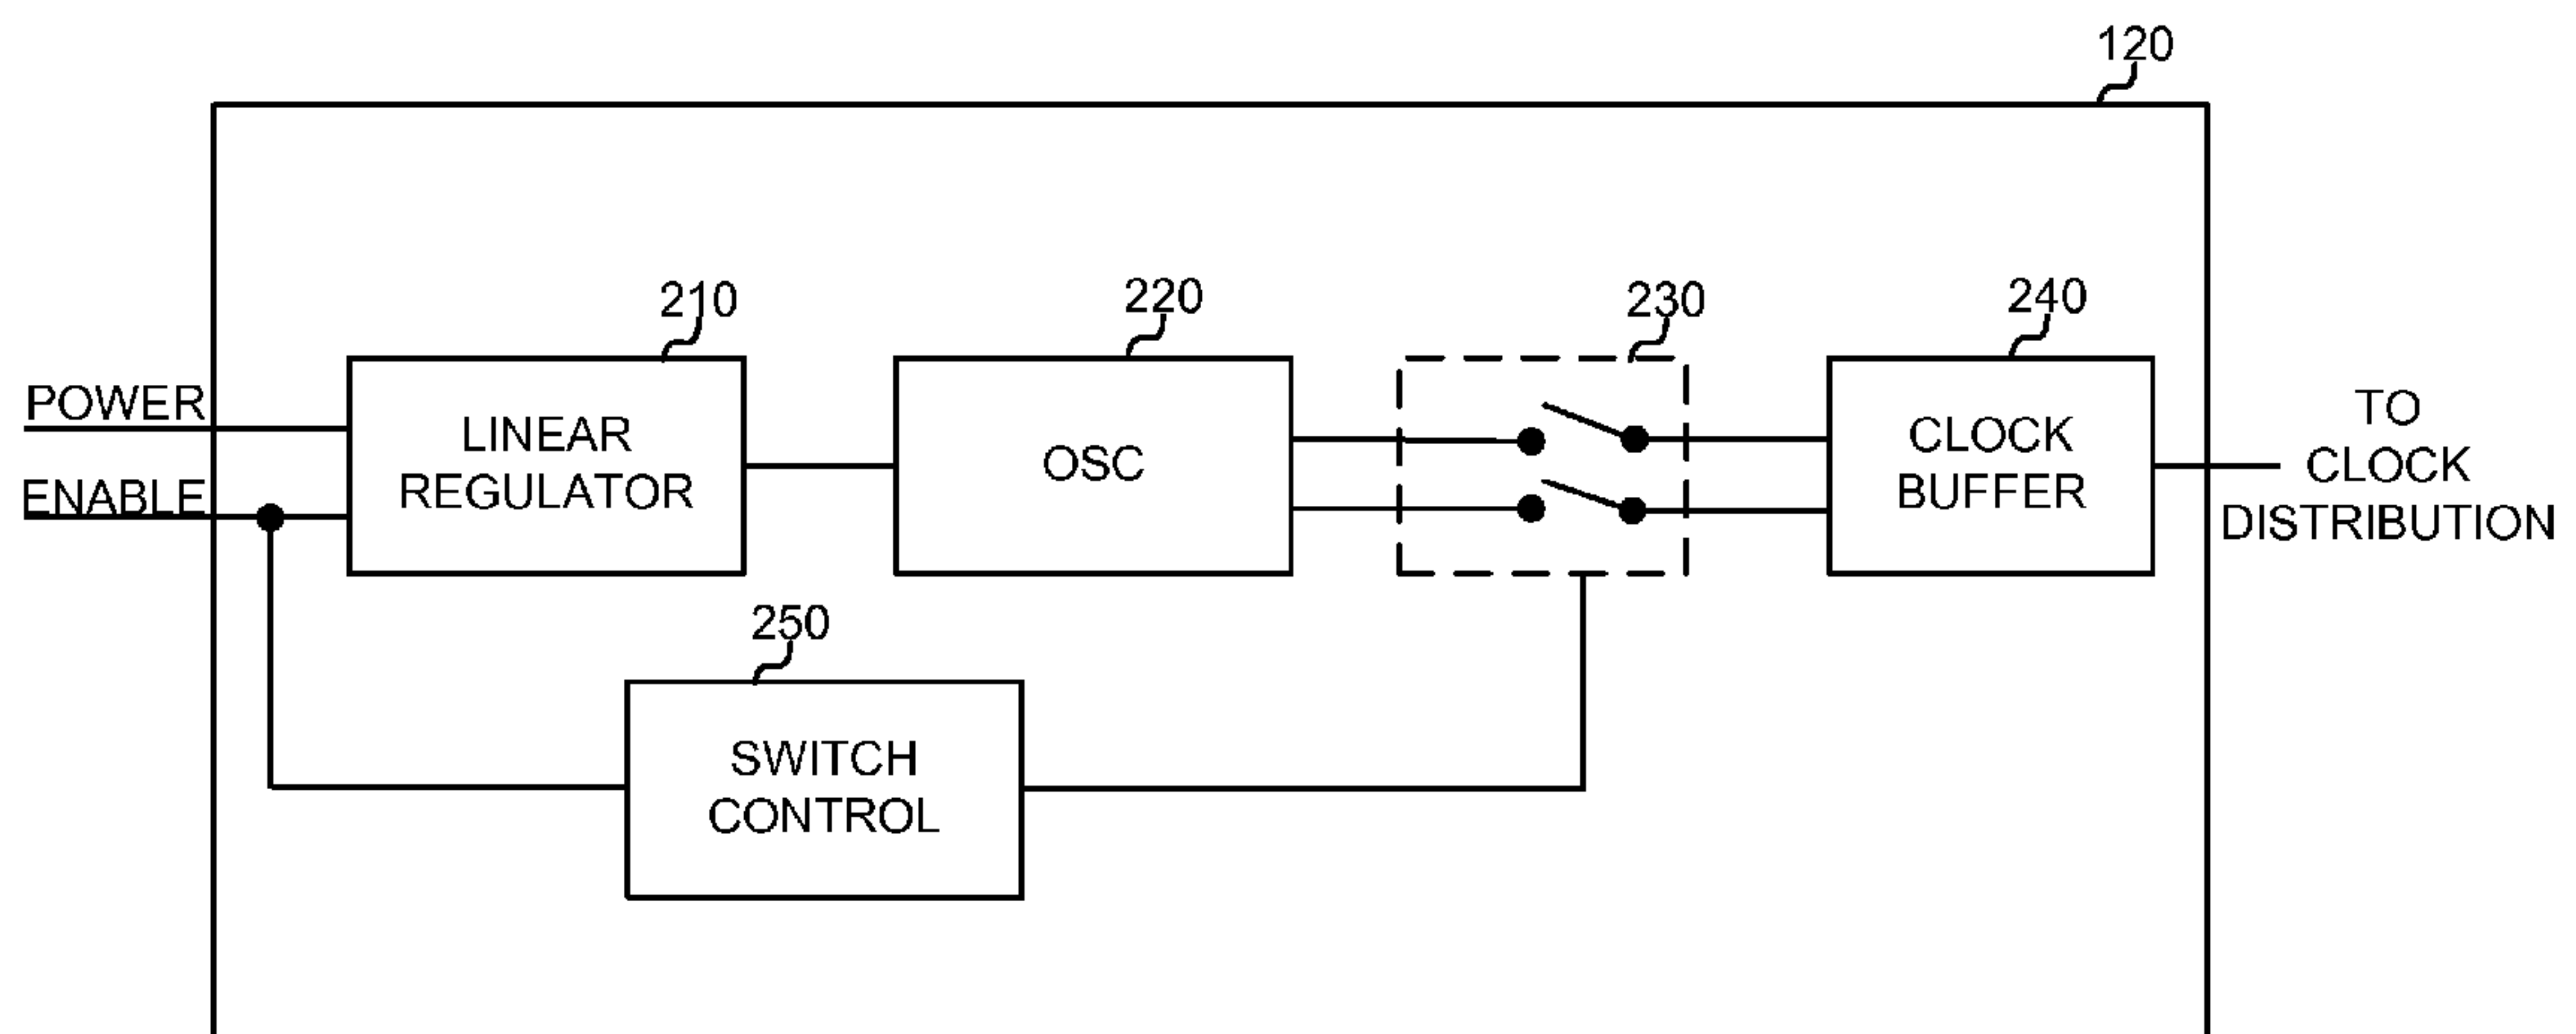 120
210
220
230
240
POWER
LINEAR
REGULATOR
ENABLE
OSC
CLOCK
BUFFER
TO
CLOCK
DISTRIBUTION
250
SWITCH
CONTROL